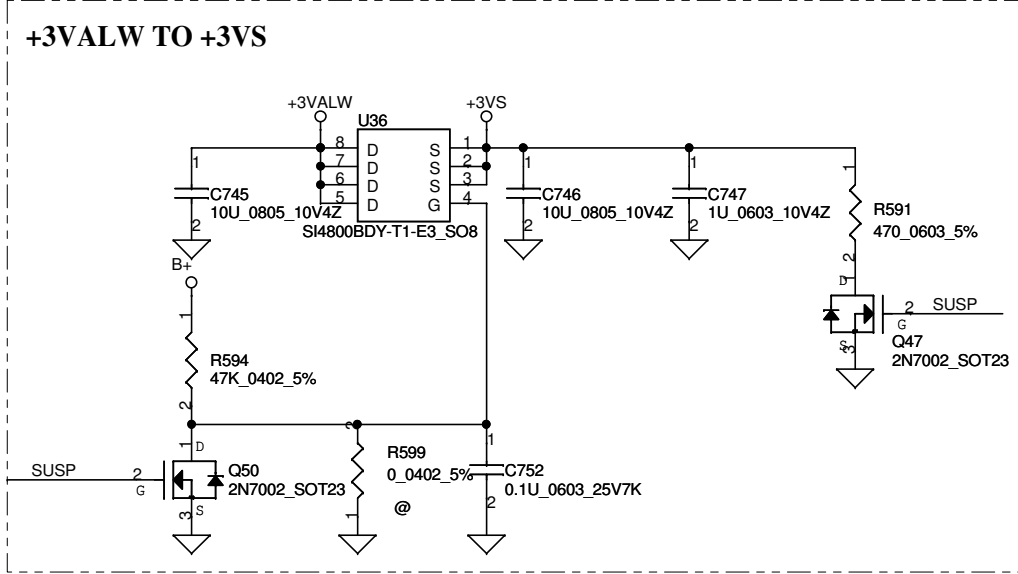 +3VALW TO +3VS
+3VALW
+3VS
U36
8 D S 1
7 D S 2
6 D S 3
5 D G 4
SI4800BDY-T1-E3_SO8
1
C745
10U_0805_10V4Z
2
1
C746
10U_0805_10V4Z
2
1
C747
1U_0603_10V4Z
2
1
R591
470_0603_5%
2
1
D
2
G
SUSP
S
3
Q47
2N7002_SOT23
B+
1
R594
47K_0402_5%
2
SUSP
2
G
1
D
Q50
2N7002_SOT23
S
3
2
R599
0_0402_5%
1
@
1
C752
0.1U_0603_25V7K
2